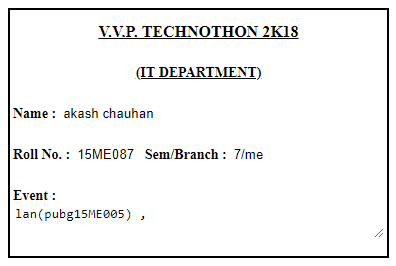 V.V.P. TECHNOTHON 2K18
(IT DEPARTMENT)
Name : akash chauhan
Roll No. : 15ME087 Sem/Branch : 7/me
Event :
lan(pubg15ME005) ,